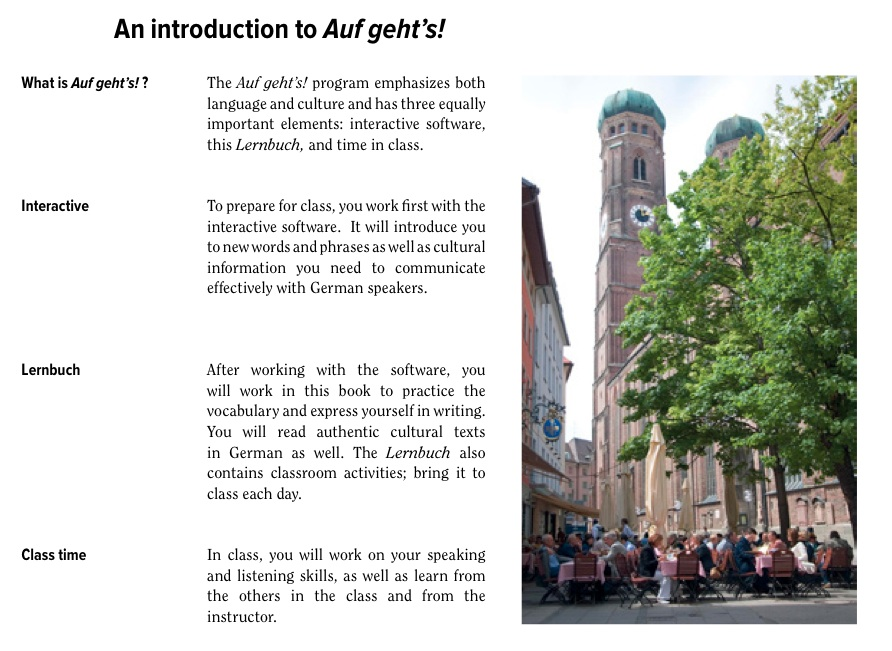 An introduction to Auf geht's!
What is Auf geht's! ?
The Auf geht's! program emphasizes both
language and culture and has three equally
important elements: interactive software,
this Lernbuch, and time in class.
Interactive
To prepare for class, you work first with the
interactive software. It will introduce you
to new words and phrases as well as cultural
information you need to communicate
effectively with German speakers.
Lernbuch
After working with the software, you
will work in this book to practice the
vocabulary and express yourself in writing.
You will read authentic cultural texts
in German as well. The Lernbuch also
contains classroom activities; bring it to
class each day.
Class time
In class, you will work on your speaking
and listening skills, as well as learn from
the others in the class and from the
instructor.